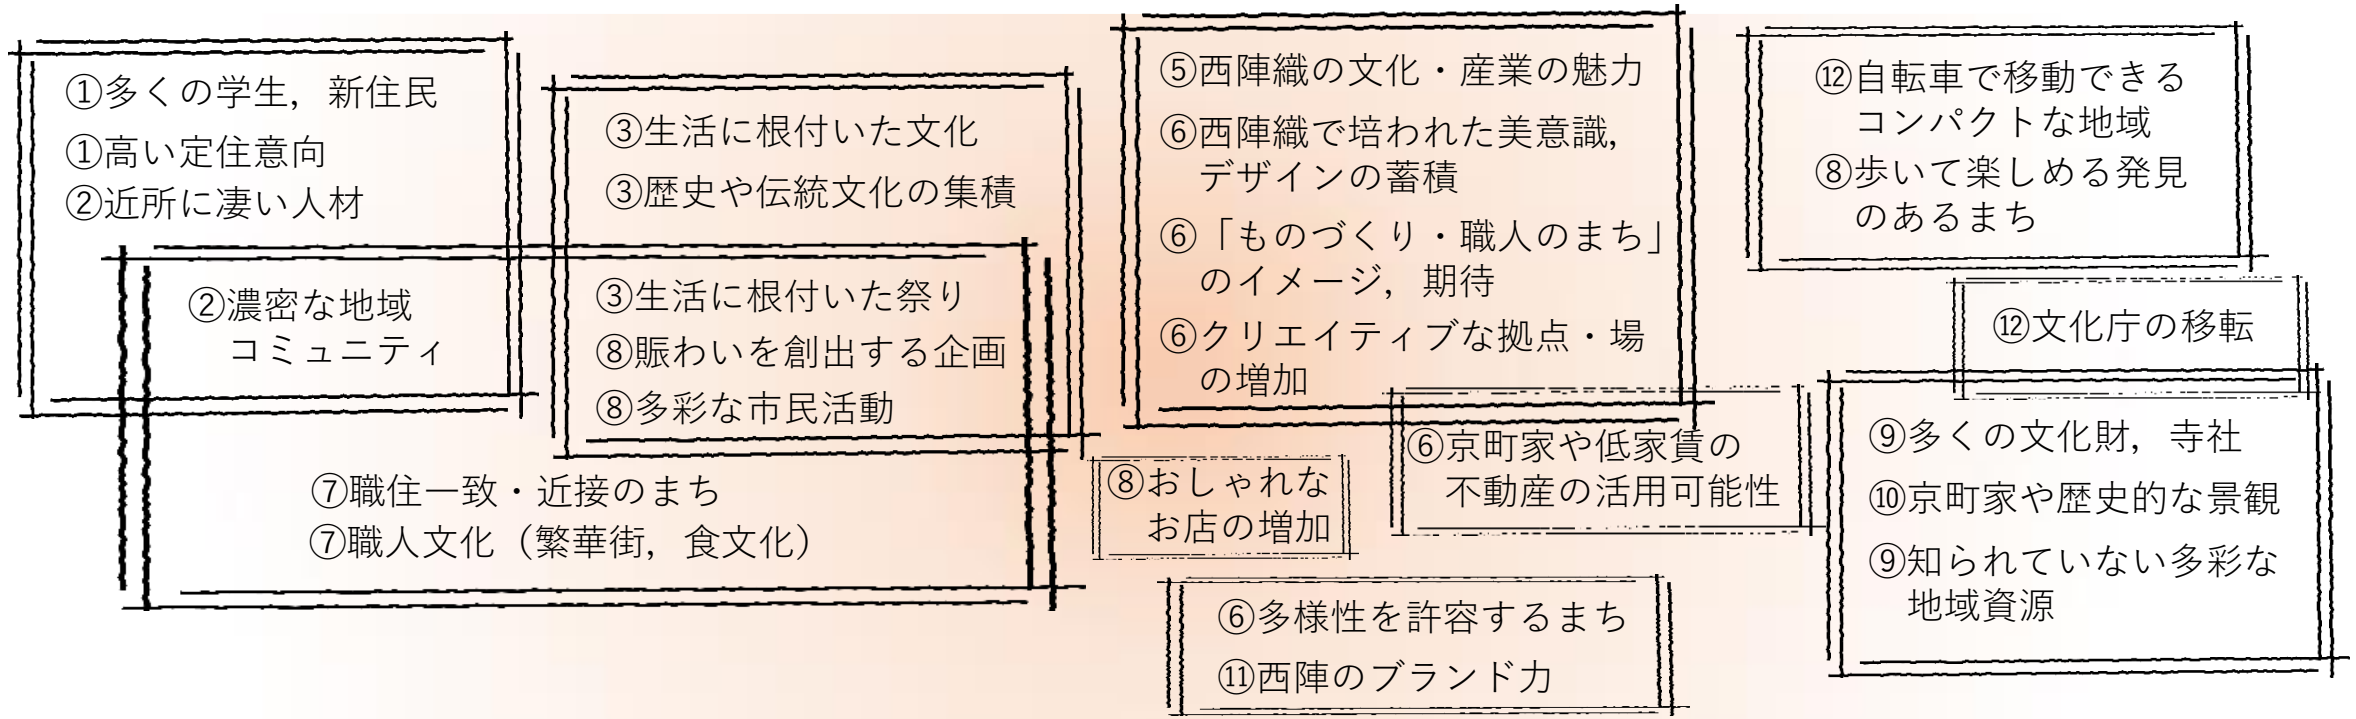 ①多くの学生，新住民
①高い定住意向
②近所に凄い人材
②濃密な地域
コミュニティ
③生活に根付いた文化
③歴史や伝統文化の集積
③生活に根付いた祭り
⑧賑わいを創出する企画
⑧多彩な市民活動
⑦職住一致・近接のまち
⑦職人文化（繁華街，食文化）
⑤西陣織の文化・産業の魅力
⑥西陣織で培われた美意識，
デザインの蓄積
⑥「ものづくり・職人のまち」
のイメージ，期待
⑥クリエイティブな拠点・場
の増加
⑥京町家や低家賃の
不動産の活用可能性
⑧おしゃれな
お店の増加
⑥多様性を許容するまち
⑪西陣のブランド力
⑫自転車で移動できる
コンパクトな地域
⑧歩いて楽しめる発見
のあるまち
⑫文化庁の移転
⑨多くの文化財，寺社
⑩京町家や歴史的な景観
⑨知られていない多彩な
地域資源